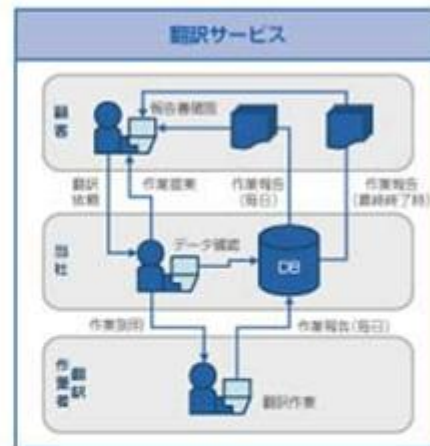 翻訳サービス
顧客
報告書確認
翻訳
依頼
作業提案
作業報告
(毎日)
作業報告
(最終終了時)
当社
データ確認
DB
作業説明
作業報告(毎日)
翻訳
作業者
翻訳作業